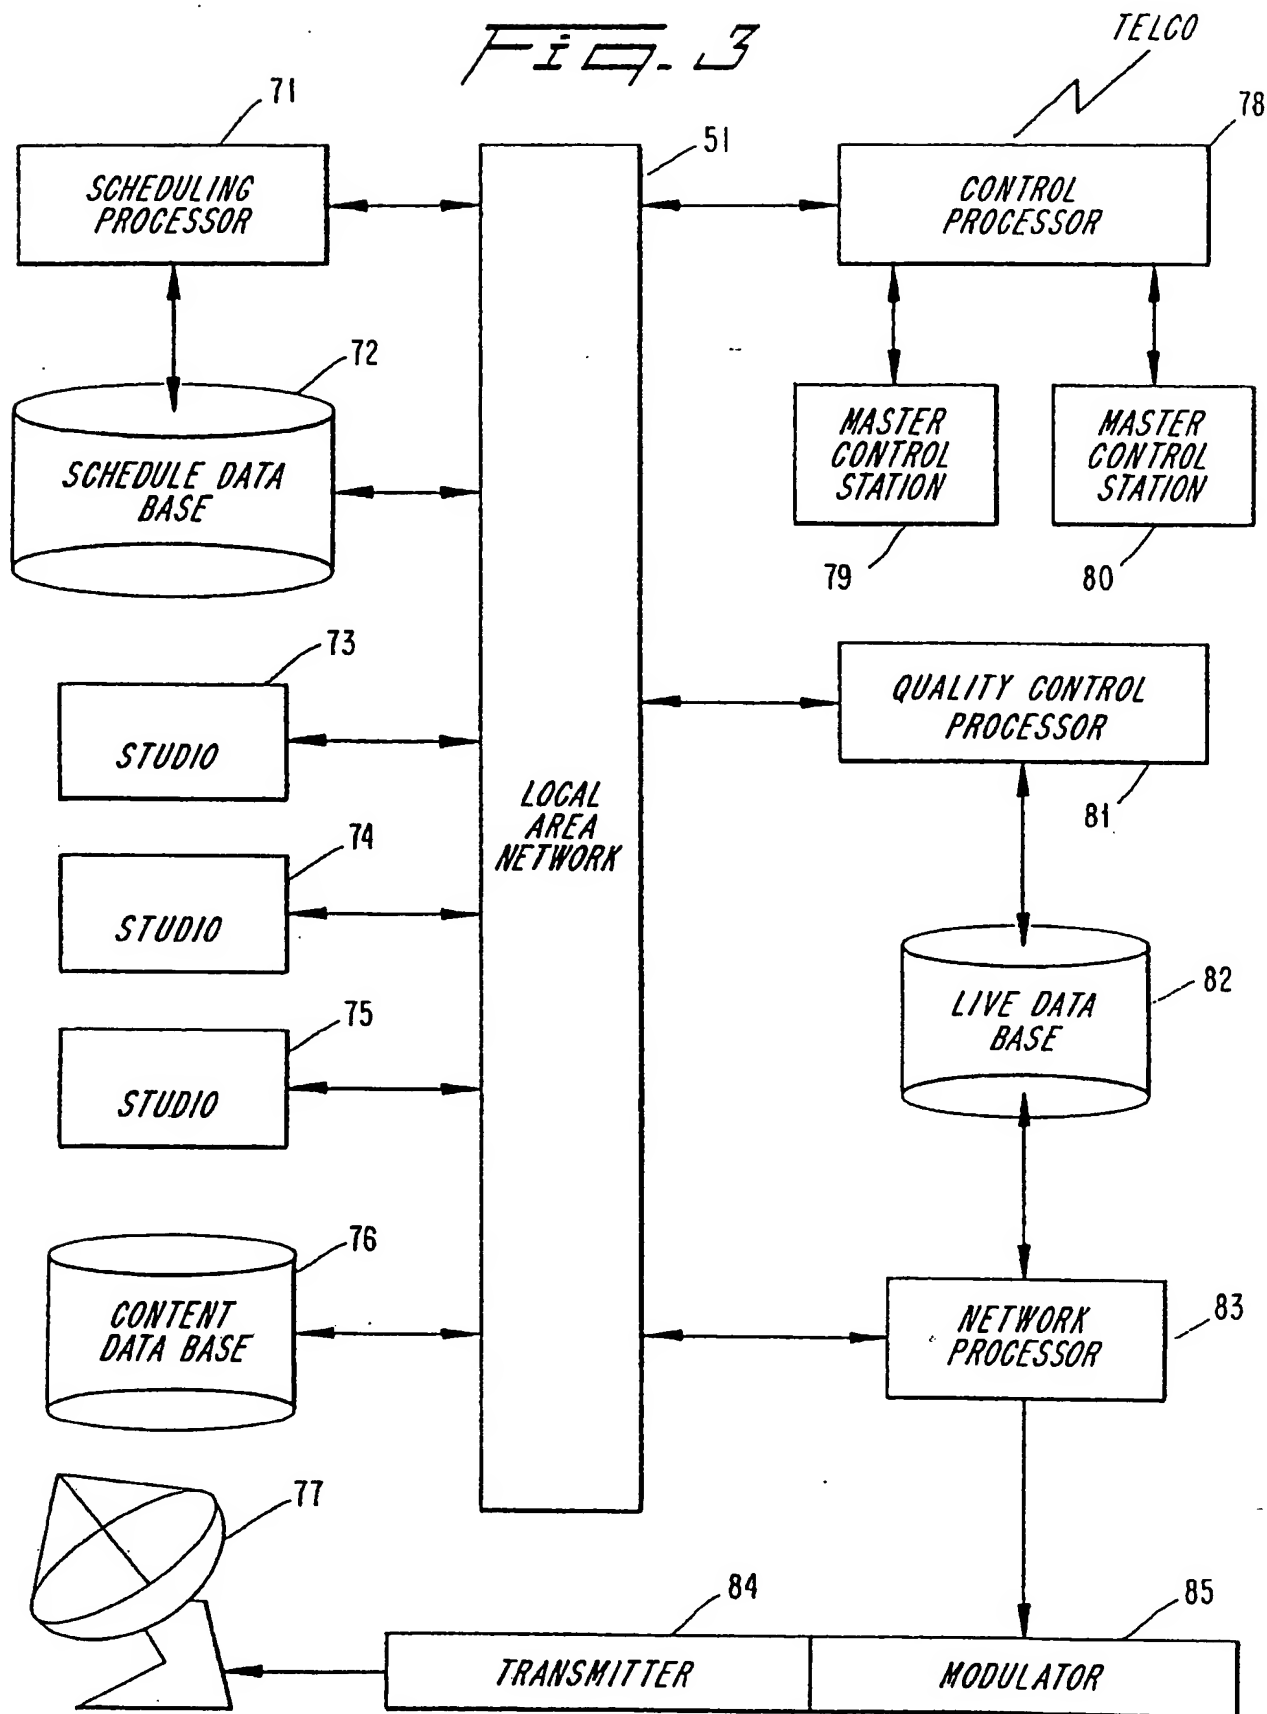 Fig. 3
TELCO
71
51
78
SCHEDULING
PROCESSOR
CONTROL
PROCESSOR
72
SCHEDULE DATA
BASE
MASTER
CONTROL
STATION
MASTER
CONTROL
STATION
79
80
73
STUDIO
QUALITY CONTROL
PROCESSOR
81
LOCAL
AREA
NETWORK
74
STUDIO
82
LIVE DATA
BASE
75
STUDIO
76
CONTENT
DATA BASE
83
NETWORK
PROCESSOR
77
84
85
TRANSMITTER
MODULATOR